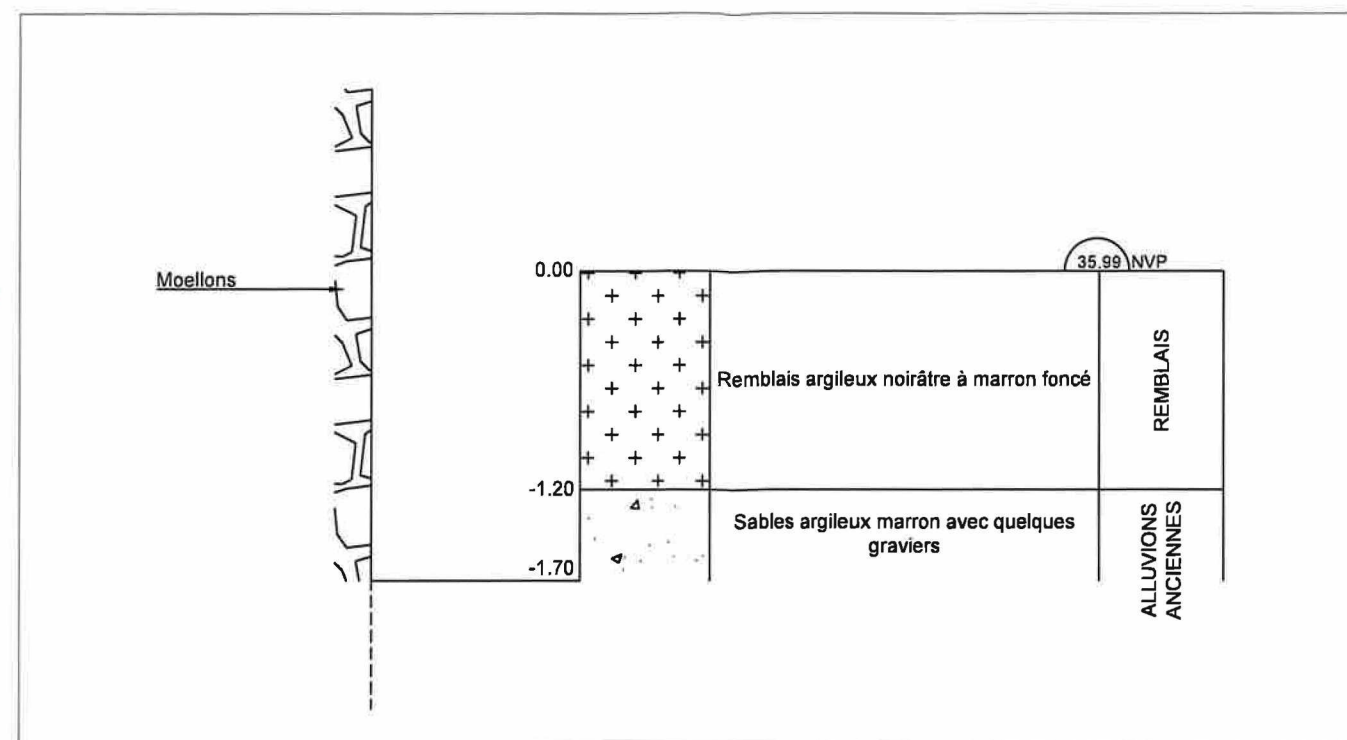 0.00
35.99 NVP
Moellons
Remblais argileux noirâtre à marron foncé
REMBLAIS
-1.20
Sables argileux marron avec quelques
graviers
ALLUVIONS
ANCIENNES
-1.70